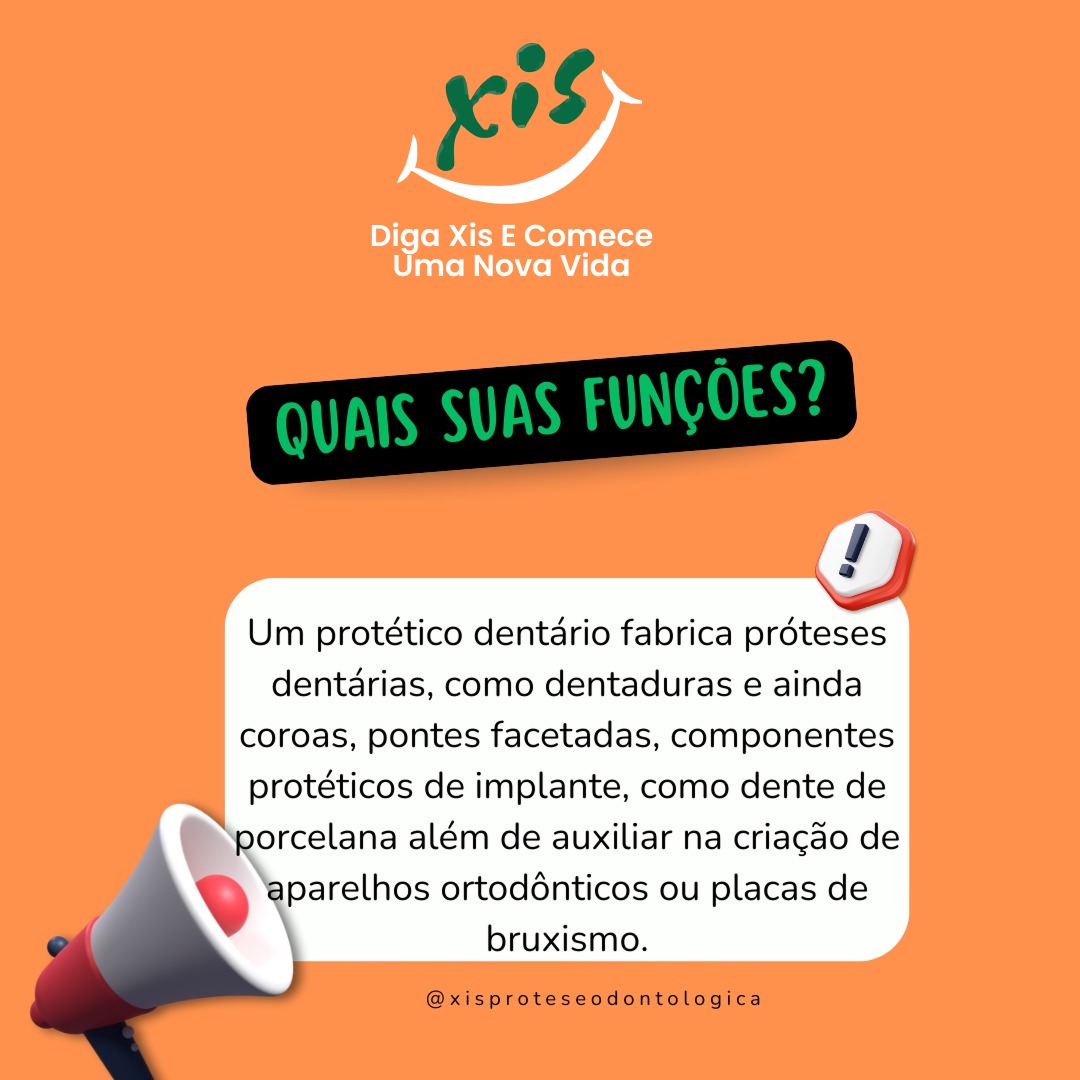 xis
Diga Xis E Comece
Uma Nova Vida
QUAIS SUAS FUNÇÕES?
!
Um protético dentário fabrica próteses
dentárias, como dentaduras e ainda
coroas, pontes facetadas, componentes
protéticos de implante, como dente de
porcelana além de auxiliar na criação de
aparelhos ortodônticos ou placas de
bruxismo.
@xisproteseodontologica